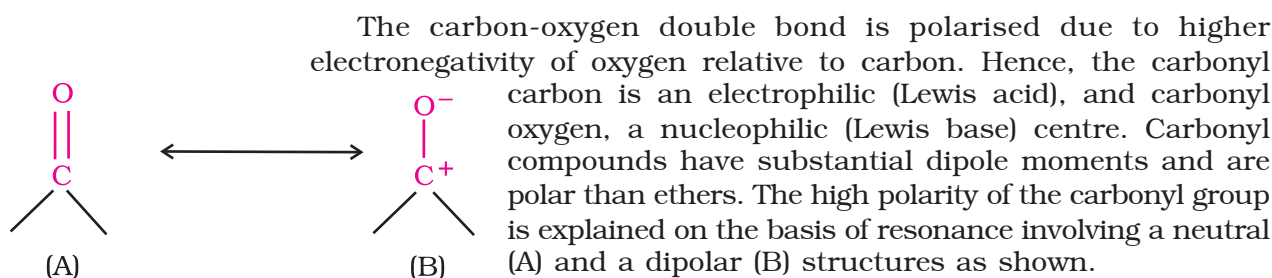 The carbon-oxygen double bond is polarised due to higher
electronegativity of oxygen relative to carbon. Hence, the carbonyl
carbon is an electrophilic (Lewis acid), and carbonyl
oxygen, a nucleophilic (Lewis base) centre. Carbonyl
compounds have substantial dipole moments and are
polar than ethers. The high polarity of the carbonyl group
is explained on the basis of resonance involving a neutral
(A) and a dipolar (B) structures as shown.
O
C
(A)
O–
C+
(B)